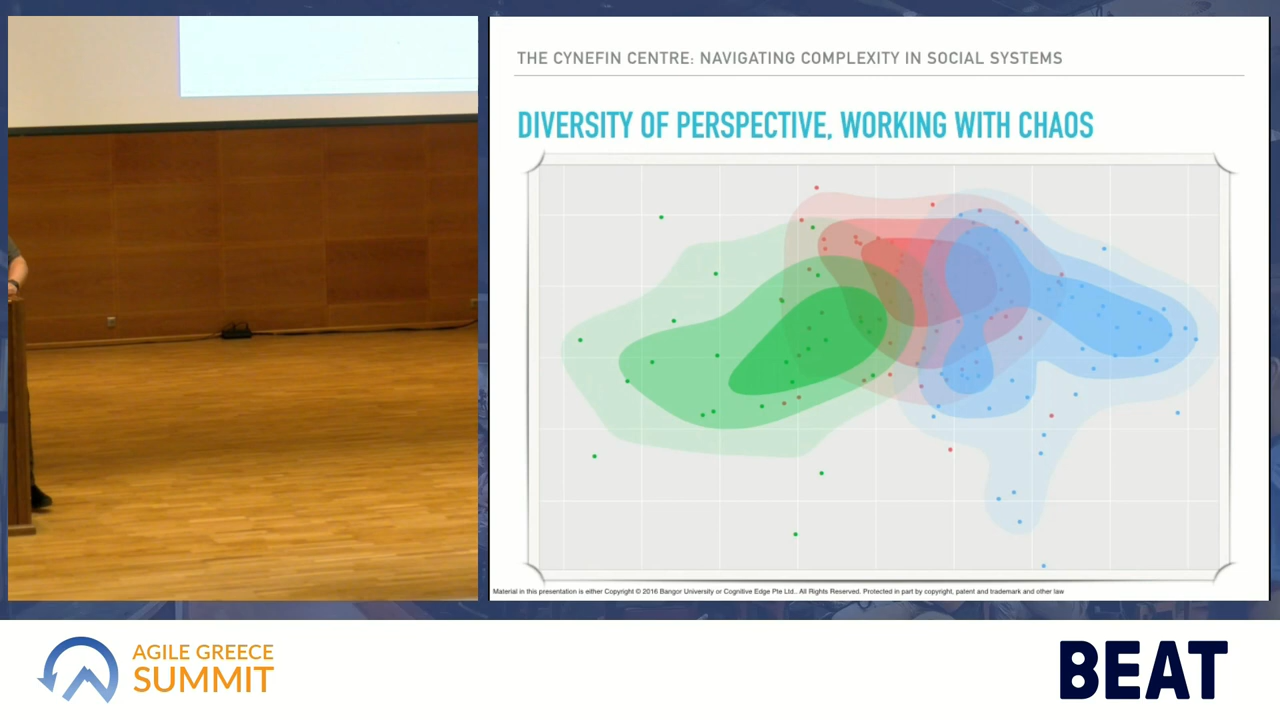 THE CYNEFIN CENTRE: NAVIGATING COMPLEXITY IN SOCIAL SYSTEMS
DIVERSITY OF PERSPECTIVE, WORKING WITH CHAOS
Material in this presentation is either Copyright © 2016 Bangor University or Cognitive Edge Pte Ltd.. All Rights Reserved. Protected in part by copyright, patent and trademark and other law
AGILE GREECE
SUMMIT
BEAT